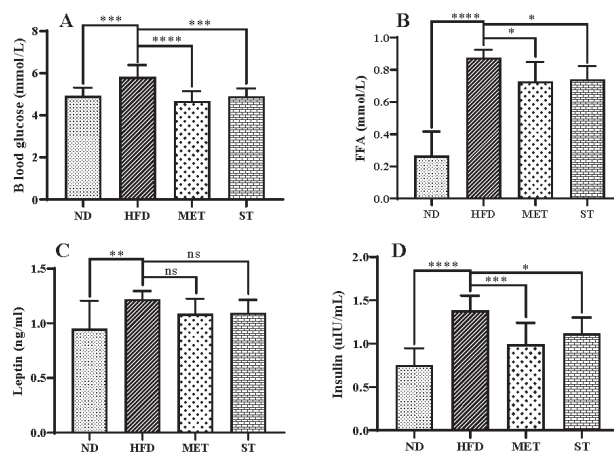 A
***
***
****
B lood glucose (mmol/L)
8
6
4
2
0
ND HFD MET ST
B
****
*
*
FFA (mmol/L)
1.0
0.8
0.6
0.4
0.2
0.0
ND HFD MET ST
C
**
ns
ns
Leptin (ng/ml)
1.5
1.0
0.5
0.0
ND HFD MET ST
D
****
*
***
Insulin (uIU/mL)
2.0
1.5
1.0
0.5
0.0
ND HFD MET ST